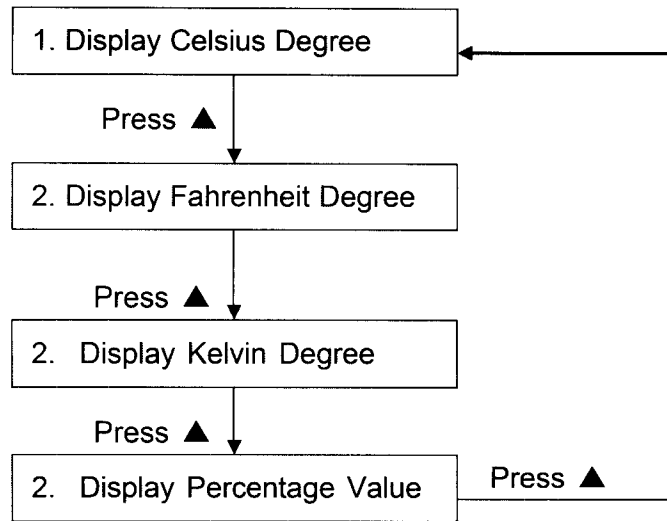 1. Display Celsius Degree
Press ▲
2. Display Fahrenheit Degree
Press ▲
2. Display Kelvin Degree
Press ▲
2. Display Percentage Value
Press ▲